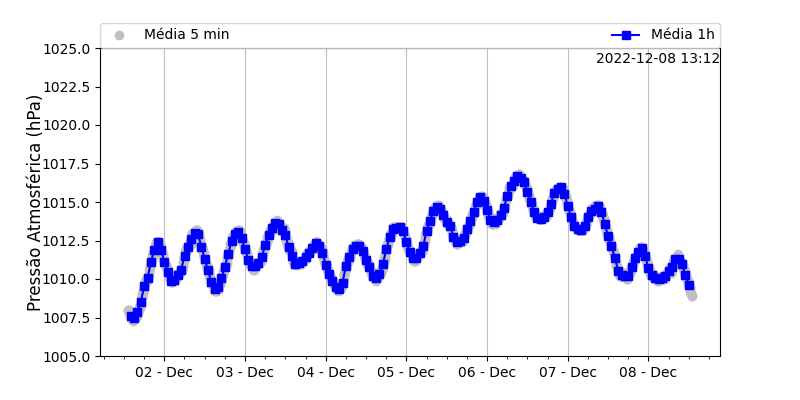 Média 5 min
Média 1h
2022-12-08 13:12
Pressão Atmosférica (hPa)
1025.0
1022.5
1020.0
1017.5
1015.0
1012.5
1010.0
1007.5
1005.0
02 - Dec
03 - Dec
04 - Dec
05 - Dec
06 - Dec
07 - Dec
08 - Dec